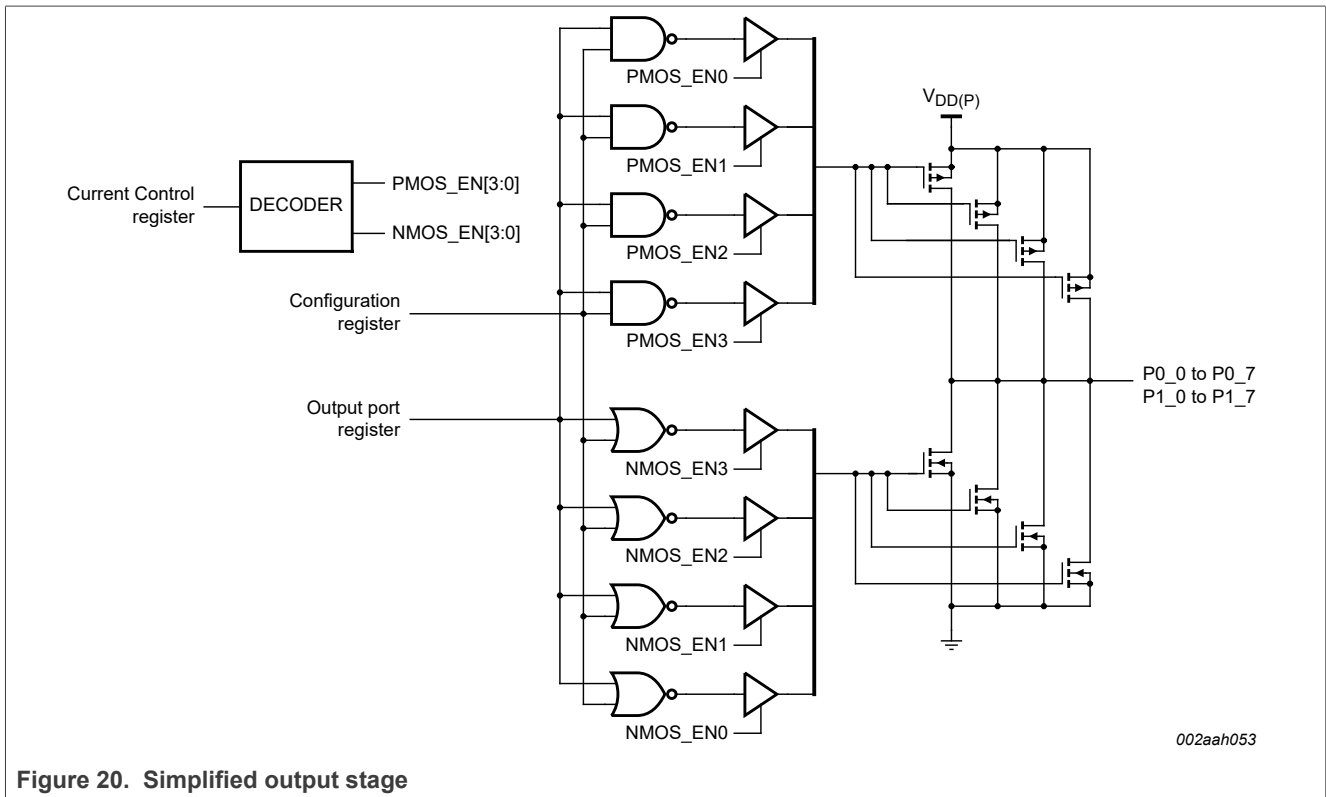 PMOS_EN0
VDD(P)
PMOS_EN1
PMOS_EN[3:0]
Current Control
register
DECODER
NMOS_EN[3:0]
PMOS_EN2
Configuration
register
PMOS_EN3
P0_0 to P0_7
P1_0 to P1_7
Output port
register
NMOS_EN3
NMOS_EN2
NMOS_EN1
NMOS_EN0
002aah053
Figure 20. Simplified output stage